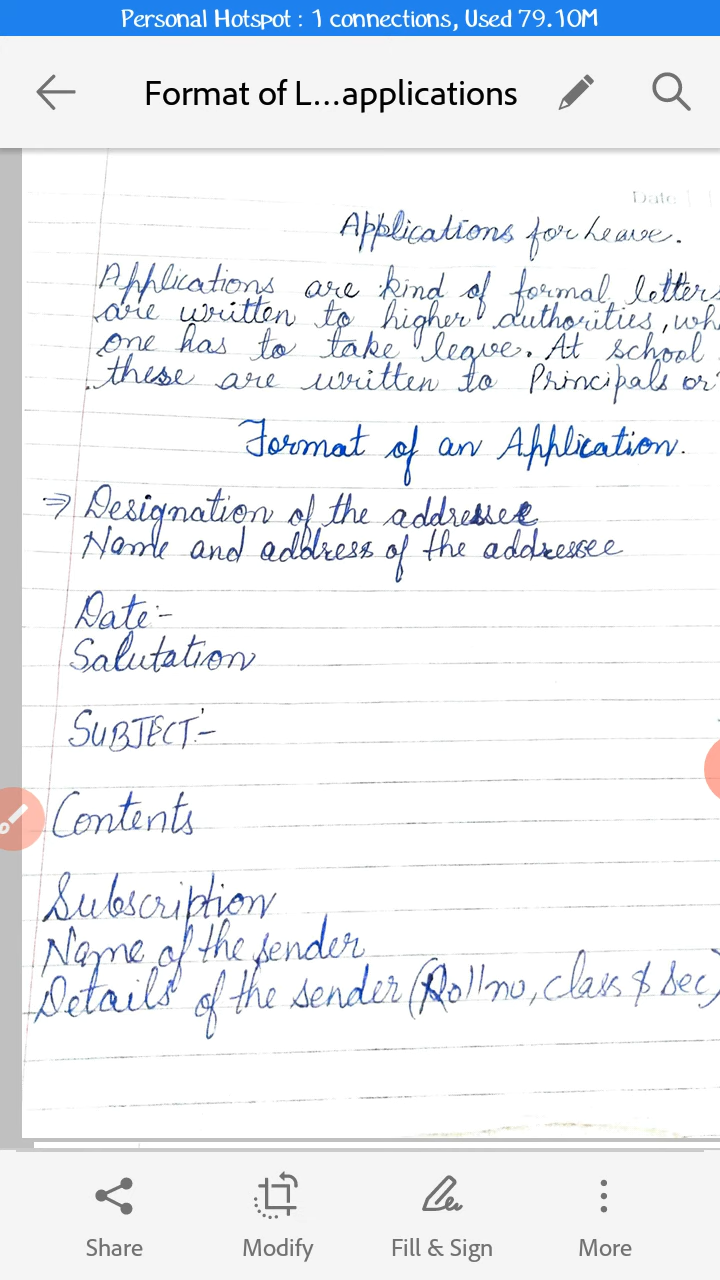 Personal Hotspot : 1 connections, Used 79.10M
Format of L...applications
Date
Applications for Leave.
Applications are kind of formal letters
are written to higher authorities, wh
one has to take leave. At school
these are written to Principals or
Format of an Application.
⇒ Designation of the addressee
Name and address of the addressee
Date:-
Salutation
SUBJECT:-
Contents
Subscription
Name of the sender
Details of the sender (Roll no, class & Sec)
Share Modify Fill & Sign More